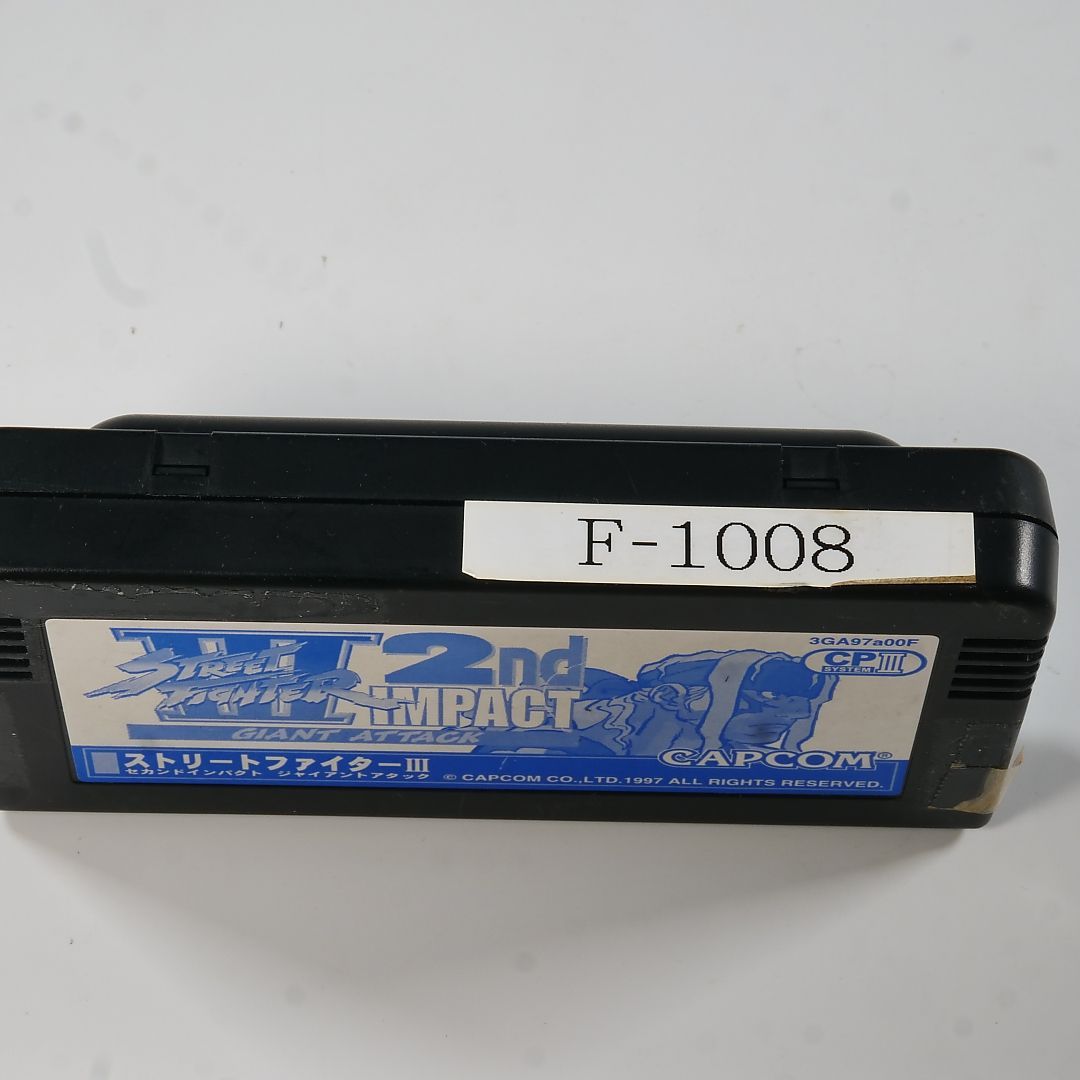 F-1008
3GA97a00F
STREET FIGHTER III 2nd IMPACT
GIANT ATTACK
CP SYSTEM III
ストリートファイターIII
CAPCOM®
セカンドインパクト・ジャイアントアタック
© CAPCOM CO.,LTD.1997 ALL RIGHTS RESERVED.